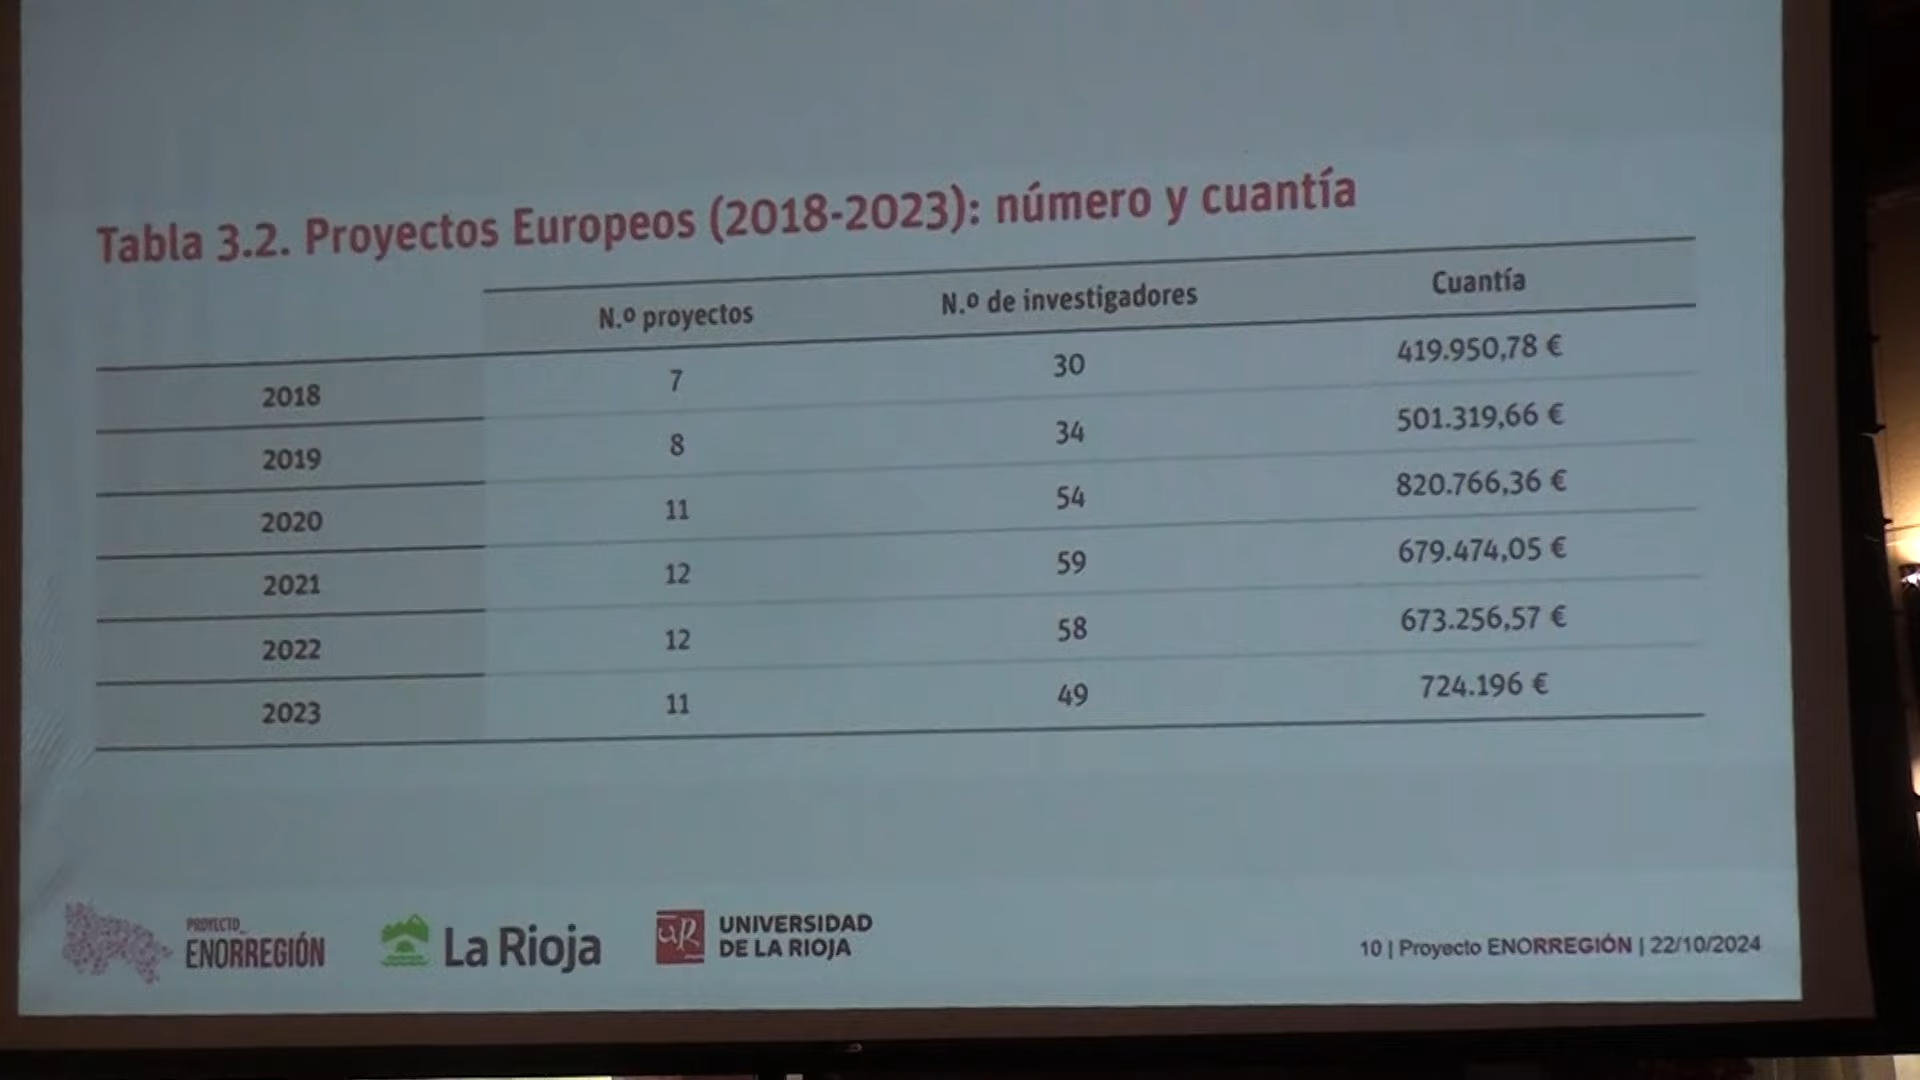 Tabla 3.2. Proyectos Europeos (2018-2023): número y cuantía
N.º proyectos N.º de investigadores Cuantía
2018 7 30 419.950,78 €
2019 8 34 501.319,66 €
2020 11 54 820.766,36 €
2021 12 59 679.474,05 €
2022 12 58 673.256,57 €
2023 11 49 724.196 €
PROYECTO_
ENORREGIÓN
La Rioja
UR
UNIVERSIDAD
DE LA RIOJA
10 | Proyecto ENORREGIÓN | 22/10/2024